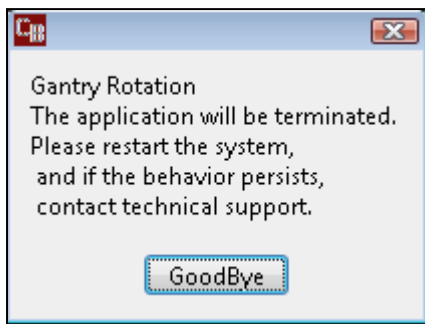 Gantry Rotation
The application will be terminated.
Please restart the system,
and if the behavior persists,
contact technical support.
GoodBye